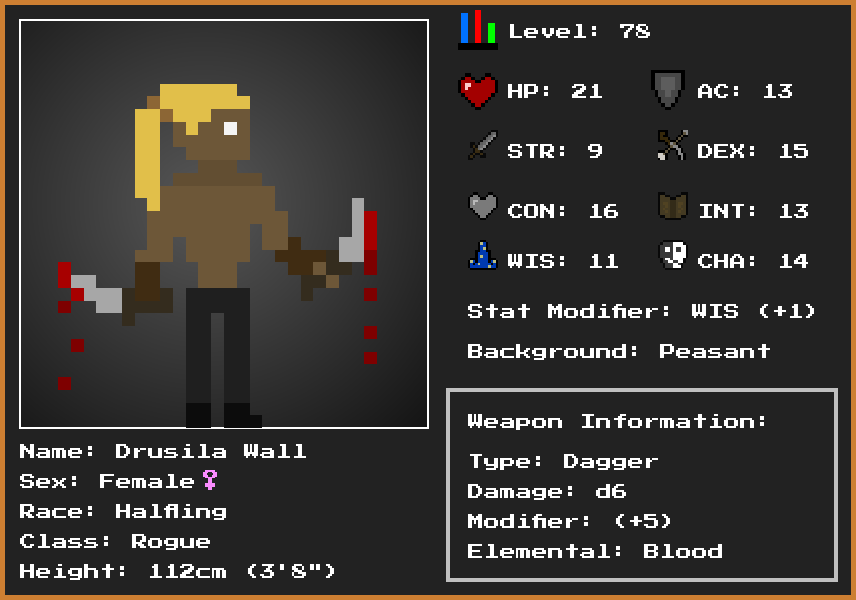 Level: 78
HP: 21
AC: 13
STR: 9
DEX: 15
CON: 16
INT: 13
WIS: 11
CHA: 14
Stat Modifier: WIS (+1)
Background: Peasant
Weapon Information:
Type: Dagger
Damage: d6
Modifier: (+5)
Elemental: Blood
Name: Drusila Wall
Sex: Female♀
Race: Halfling
Class: Rogue
Height: 112cm (3'8")